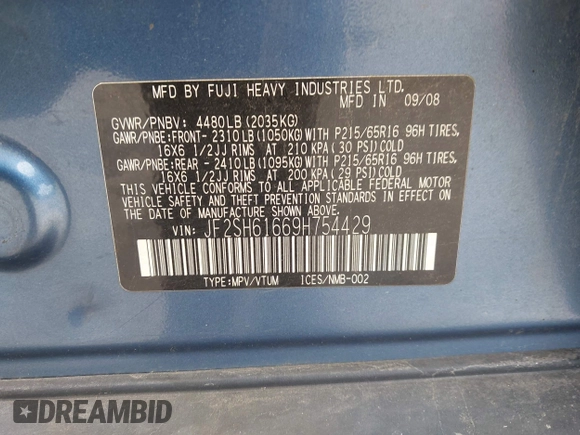 MFD BY FUJI HEAVY INDUSTRIES LTD.
MFD IN 09/08
GVWR/PNBV: 4480LB(2035KG)
GAWR/PNBE:FRONT- 2310LB(1050KG)WITH P215/65R16 96H TIRES,
16X6 1/2JJ RIMS AT 210 KPA(30 PSI)COLD
GAWR/PNBE:REAR - 2410LB(1095KG)WITH P215/65R16 96H TIRES,
16X6 1/2JJ RIMS AT 200 KPA(29 PSI)COLD
THIS VEHICLE CONFORMS TO ALL APPLICABLE FEDERAL MOTOR
VEHICLE SAFETY AND THEFT PREVENTION STANDARDS IN EFFECT ON THE
DATE OF MANUFACTURE SHOWN ABOVE.
VIN: JF2SH61669H754429
TYPE:MPV/VTUM ICES/NMB-002
DREAMBID